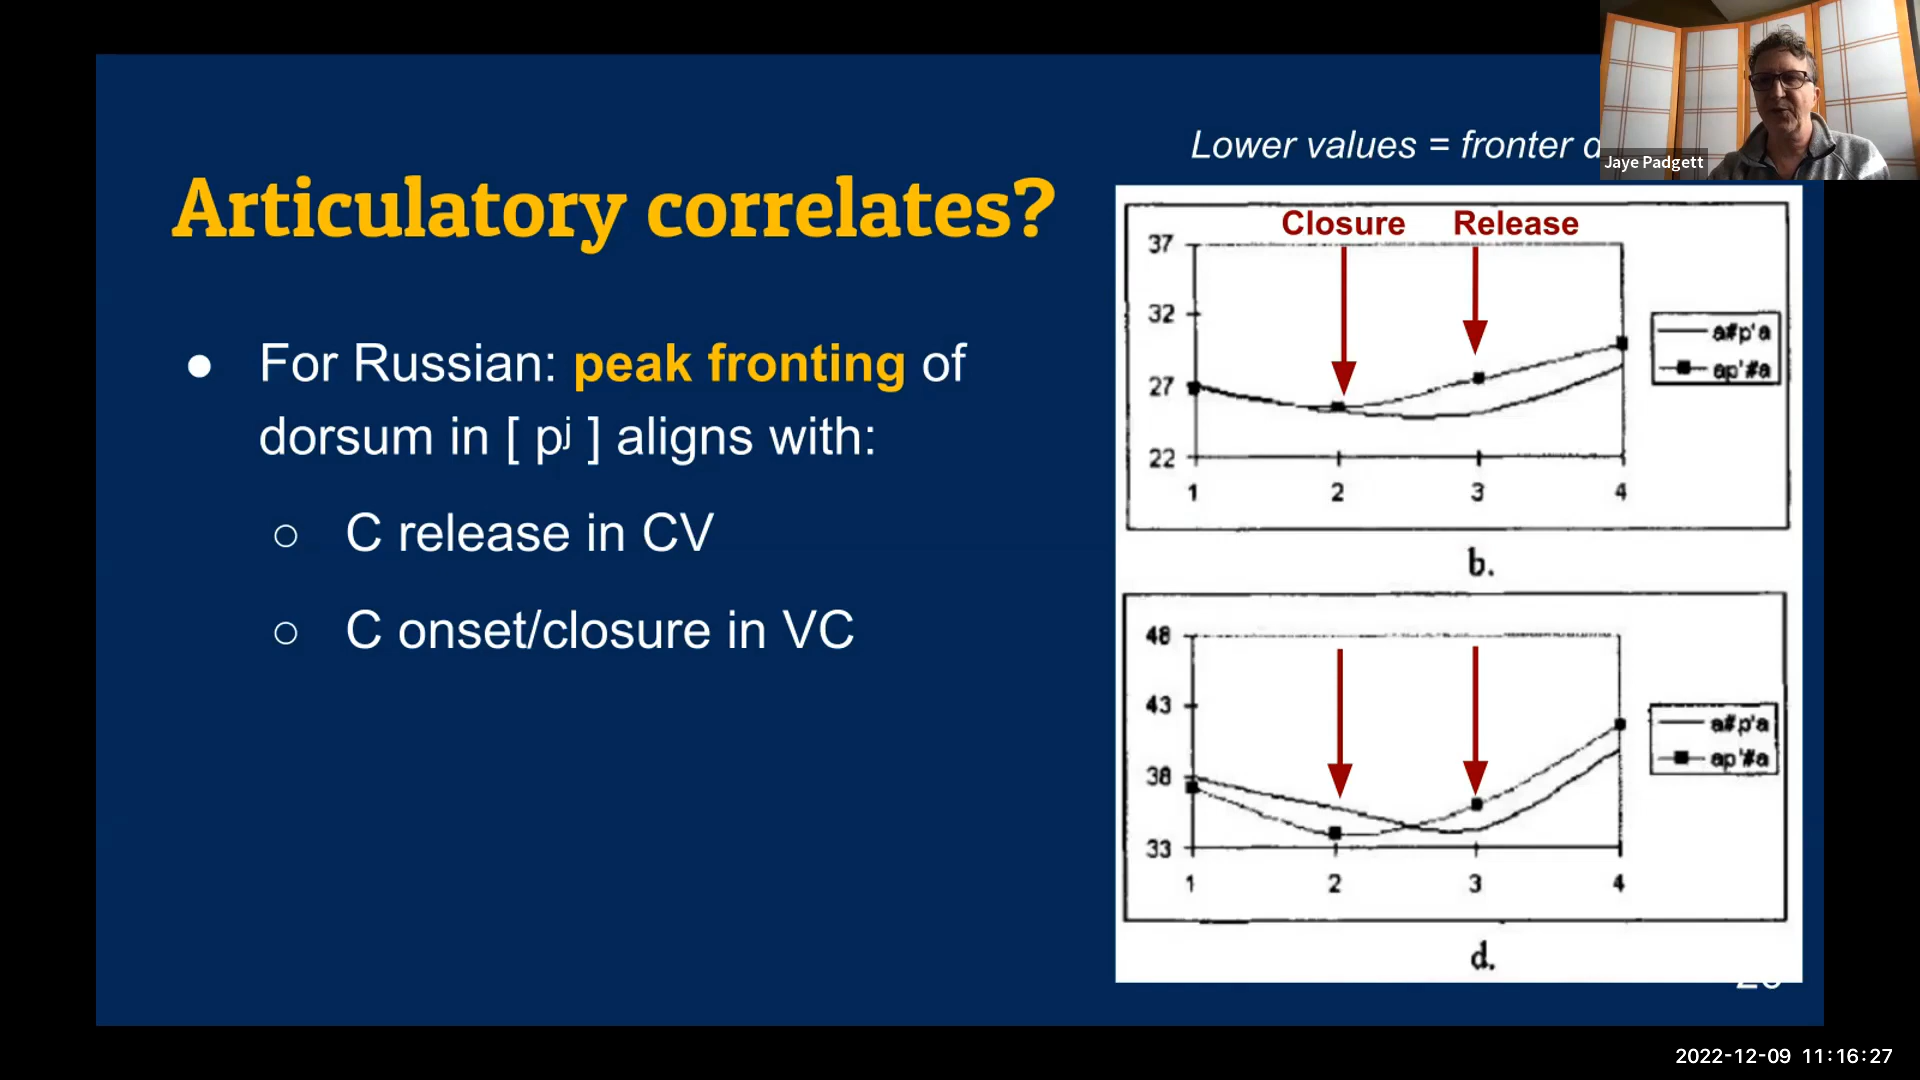 Lower values = fronter d
Jaye Padgett
Articulatory correlates?
● For Russian: peak fronting of
dorsum in [ pʲ ] aligns with:
○ C release in CV
○ C onset/closure in VC
Closure Release
37
32
27
22
1 2 3 4
a#p'a
ap'#a
b.
48
43
38
33
1 2 3 4
a#p'a
ap'#a
d.
2022-12-09 11:16:27